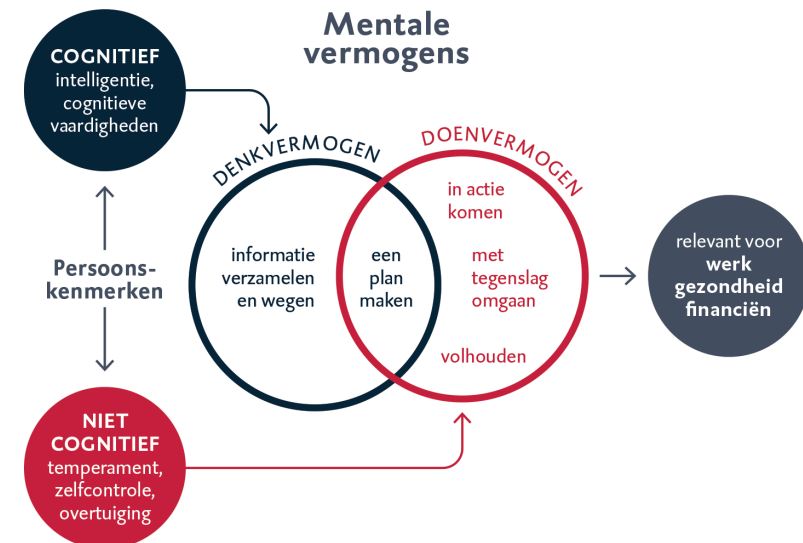 Mentale
vermogens
COGNITIEF
intelligentie,
cognitieve
vaardigheden
Persoons-
kenmerken
NIET
COGNITIEF
temperament,
zelfcontrole,
overtuiging
DENKVERMOGEN
informatie
verzamelen
en wegen
een
plan
maken
DOENVERMOGEN
in actie
komen
met
tegenslag
omgaan
volhouden
relevant voor
werk
gezondheid
financiën